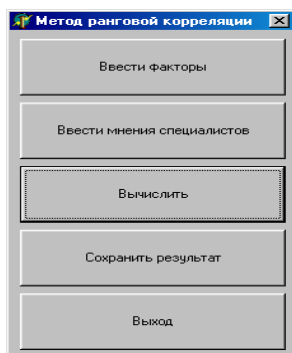 Метод ранговой корреляции
Ввести факторы
Ввести мнения специалистов
Вычислить
Сохранить результат
Выход